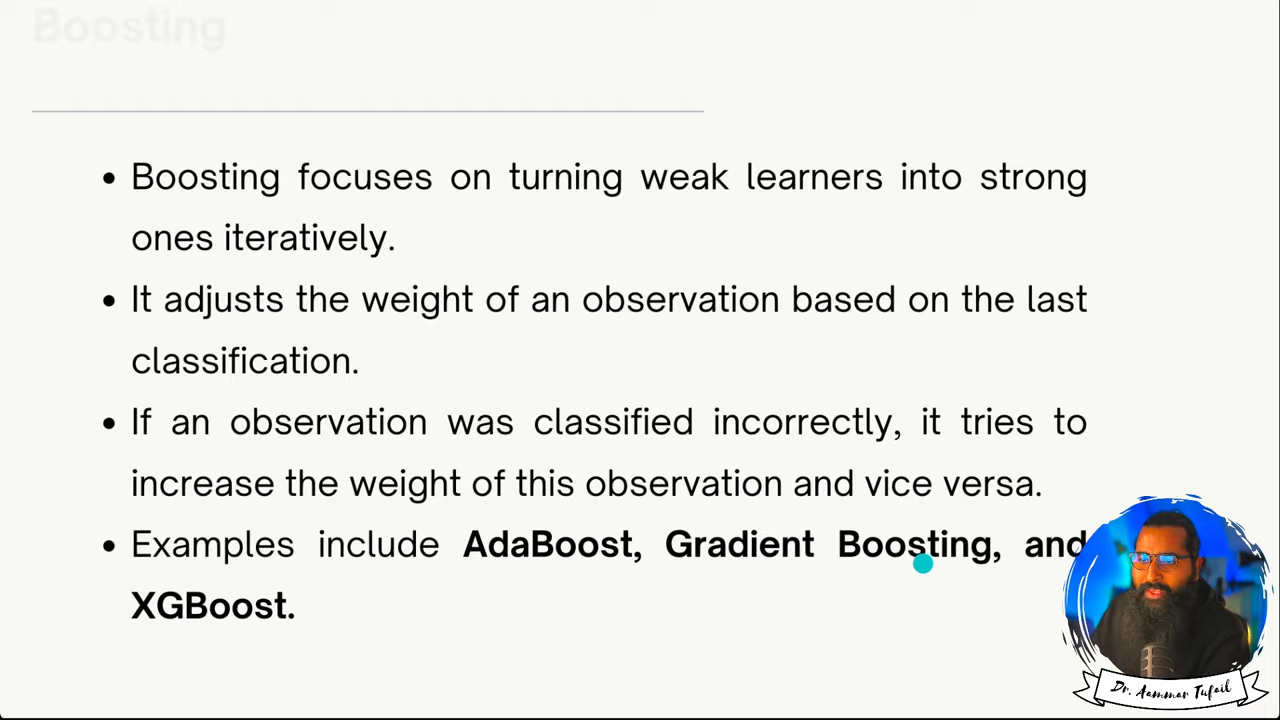 Boosting
• Boosting focuses on turning weak learners into strong
ones iteratively.
• It adjusts the weight of an observation based on the last
classification.
• If an observation was classified incorrectly, it tries to
increase the weight of this observation and vice versa.
• Examples include AdaBoost, Gradient Boosting, and
XGBoost.
Dr. Aammar Tufail